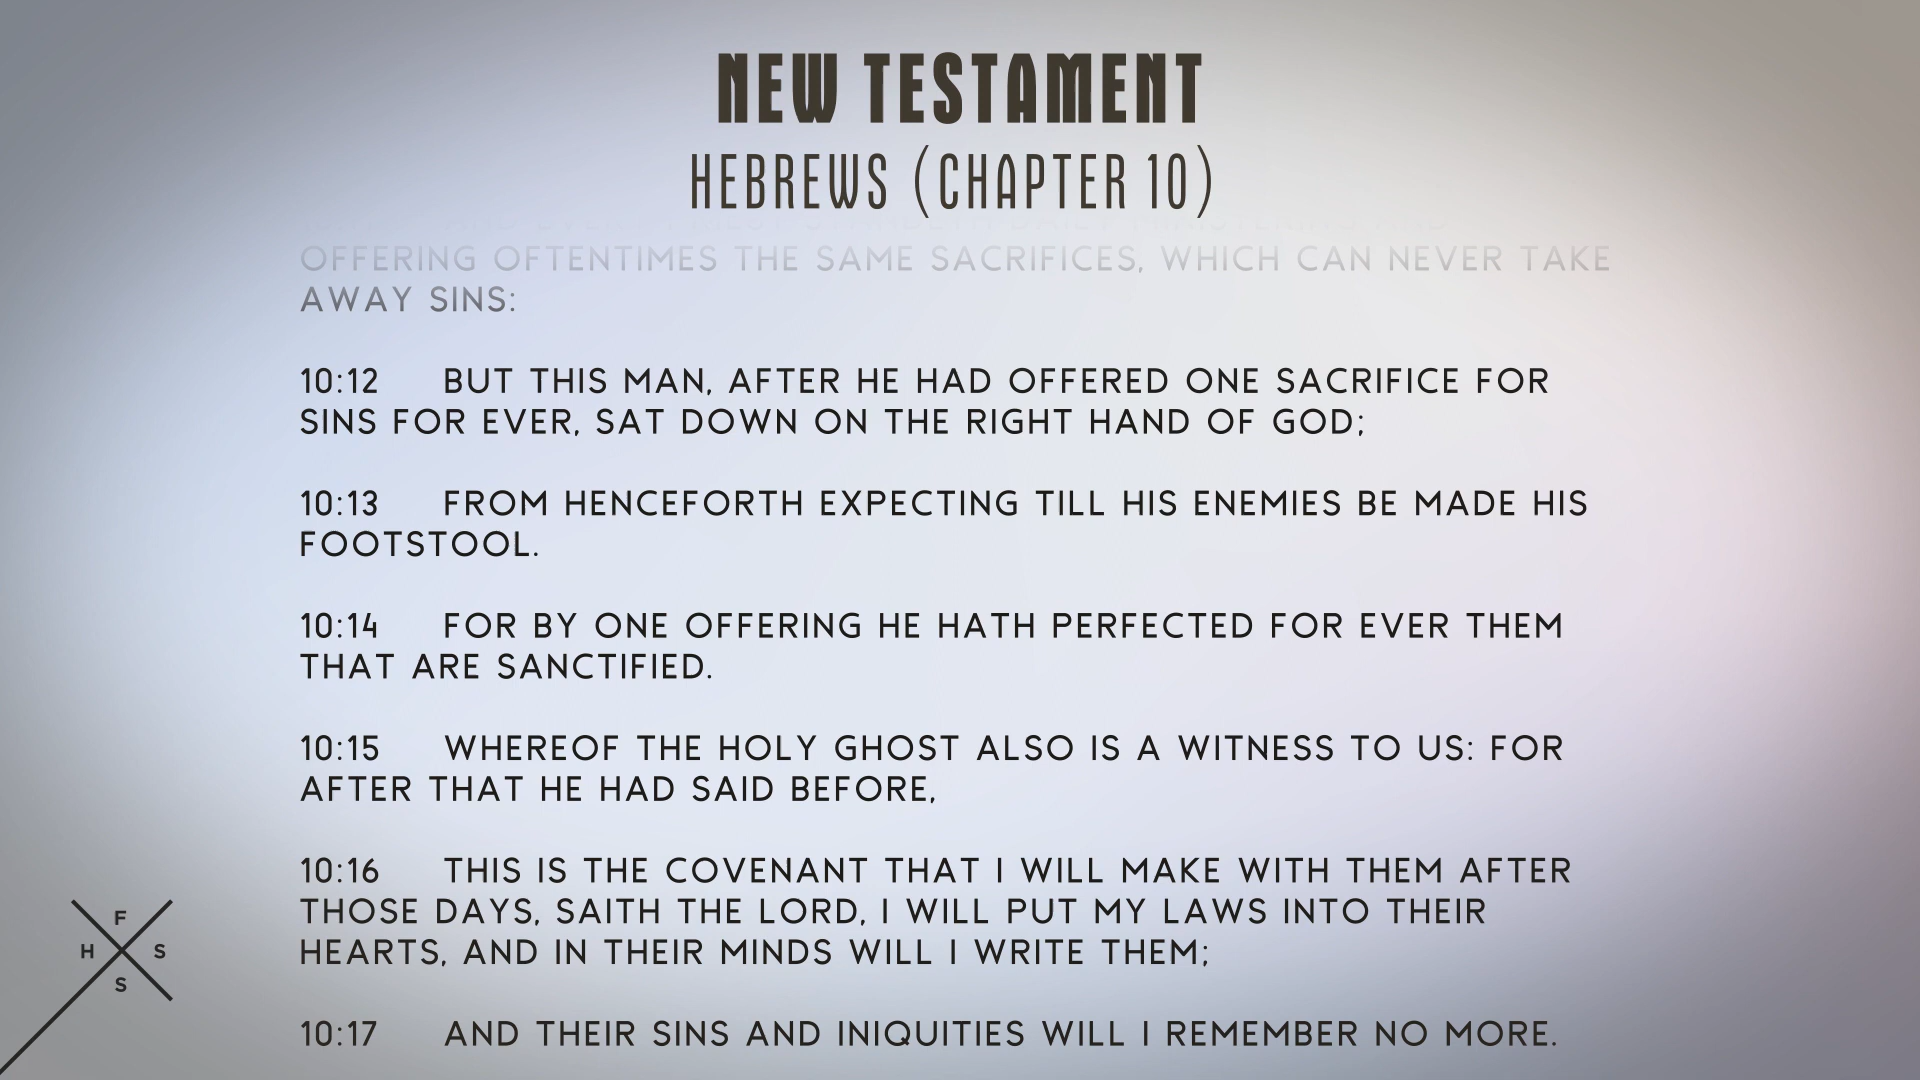 NEW TESTAMENT
HEBREWS (CHAPTER 10)
OFFERING OFTENTIMES THE SAME SACRIFICES, WHICH CAN NEVER TAKE
AWAY SINS:
10:12 BUT THIS MAN, AFTER HE HAD OFFERED ONE SACRIFICE FOR
SINS FOR EVER, SAT DOWN ON THE RIGHT HAND OF GOD;
10:13 FROM HENCEFORTH EXPECTING TILL HIS ENEMIES BE MADE HIS
FOOTSTOOL.
10:14 FOR BY ONE OFFERING HE HATH PERFECTED FOR EVER THEM
THAT ARE SANCTIFIED.
10:15 WHEREOF THE HOLY GHOST ALSO IS A WITNESS TO US: FOR
AFTER THAT HE HAD SAID BEFORE,
10:16 THIS IS THE COVENANT THAT I WILL MAKE WITH THEM AFTER
THOSE DAYS, SAITH THE LORD, I WILL PUT MY LAWS INTO THEIR
HEARTS, AND IN THEIR MINDS WILL I WRITE THEM;
10:17 AND THEIR SINS AND INIQUITIES WILL I REMEMBER NO MORE.
F
H S
S